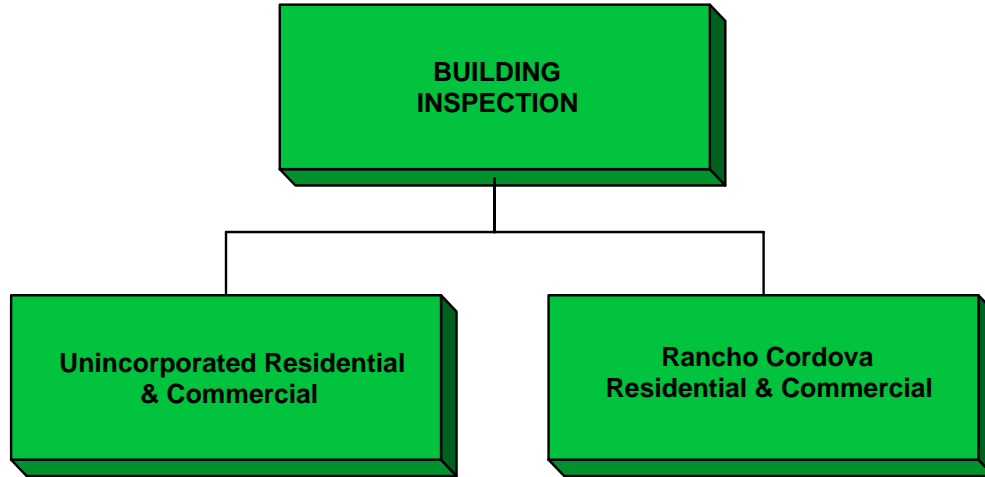 BUILDING
INSPECTION
Unincorporated Residential
& Commercial
Rancho Cordova
Residential & Commercial